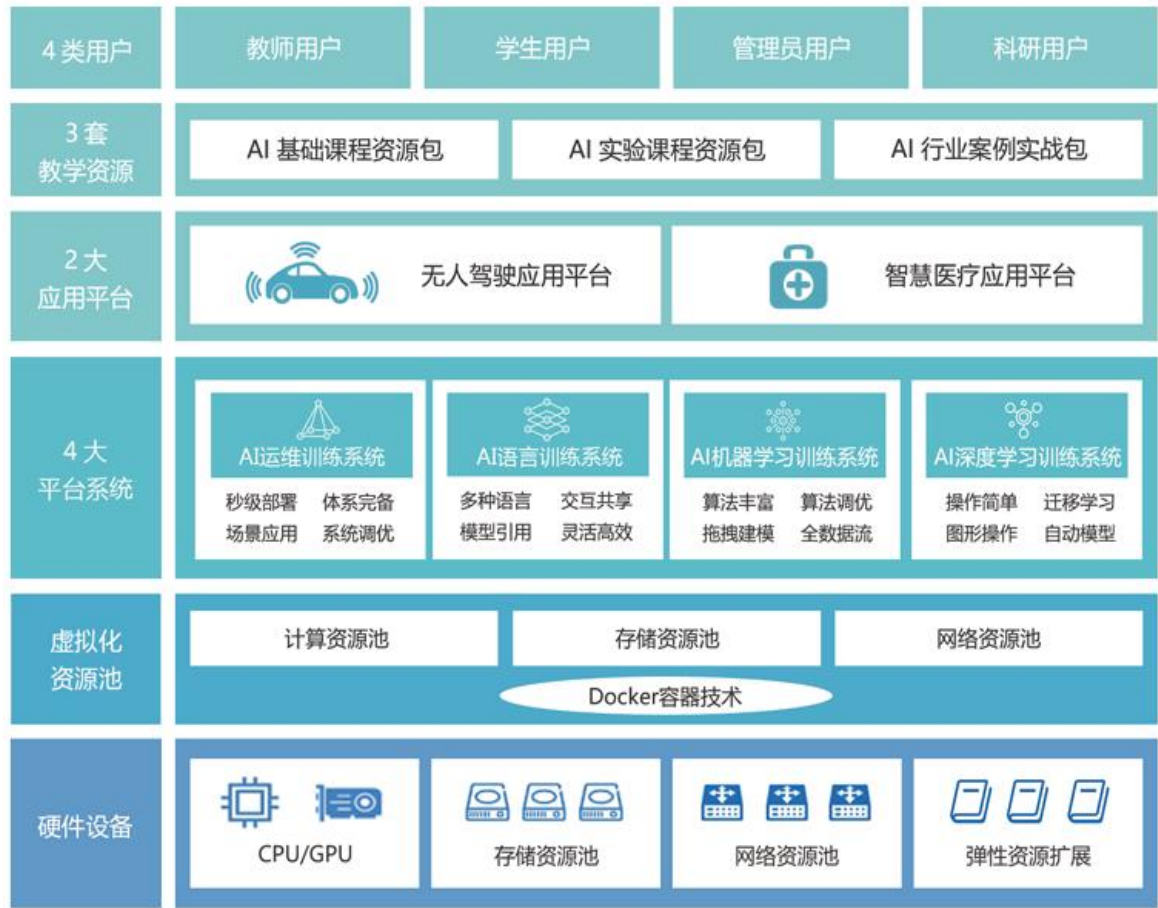 4类用户
教师用户
学生用户
管理员用户
科研用户
3套
教学资源
AI 基础课程资源包
AI 实验课程资源包
AI 行业案例实战包
2大
应用平台
无人驾驶应用平台
智慧医疗应用平台
4大
平台系统
AI运维训练系统
秒级部署 体系完备
场景应用 系统调优
AI语言训练系统
多种语言 交互共享
模型引用 灵活高效
AI机器学习训练系统
算法丰富 算法调优
拖拽建模 全数据流
AI深度学习训练系统
操作简单 迁移学习
图形操作 自动模型
虚拟化
资源池
计算资源池
存储资源池
网络资源池
Docker容器技术
硬件设备
CPU/GPU
存储资源池
网络资源池
弹性资源扩展